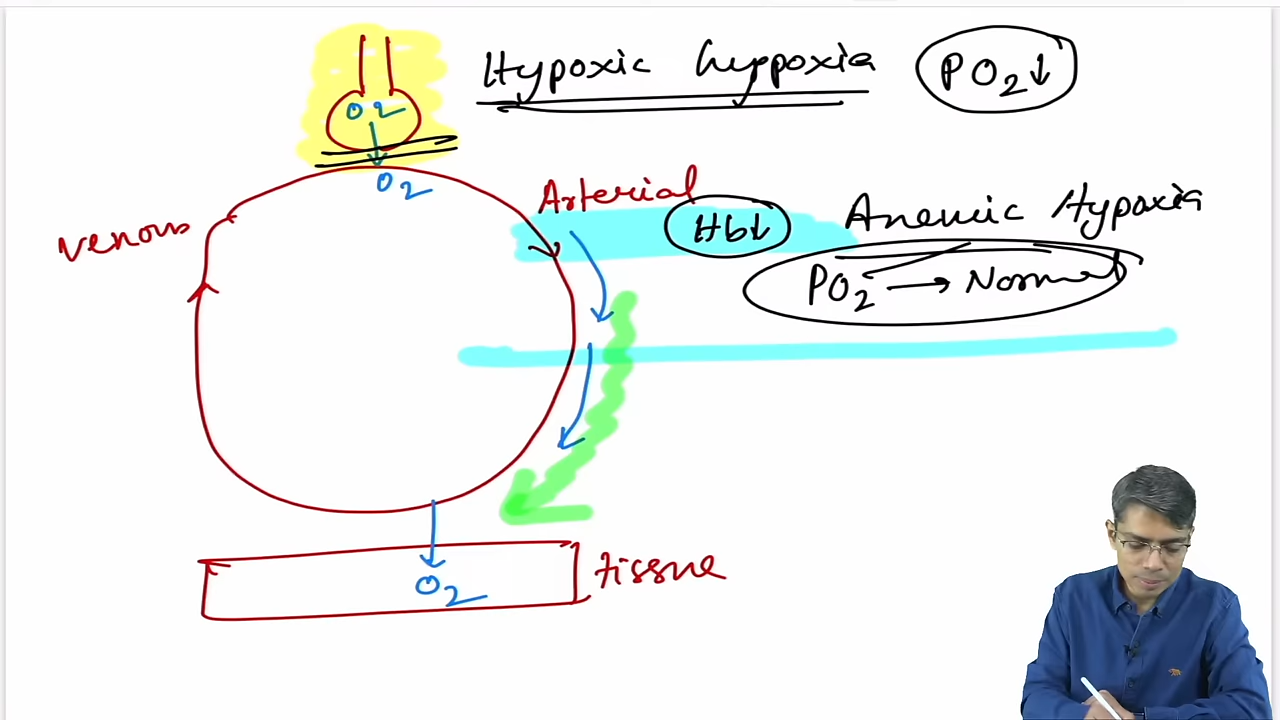 Hypoxic hypoxia
PO2↓
O2
O2
Arterial
Hb↓
Anemic Hypoxia
venous
PO2 → Normal
tissue
O2